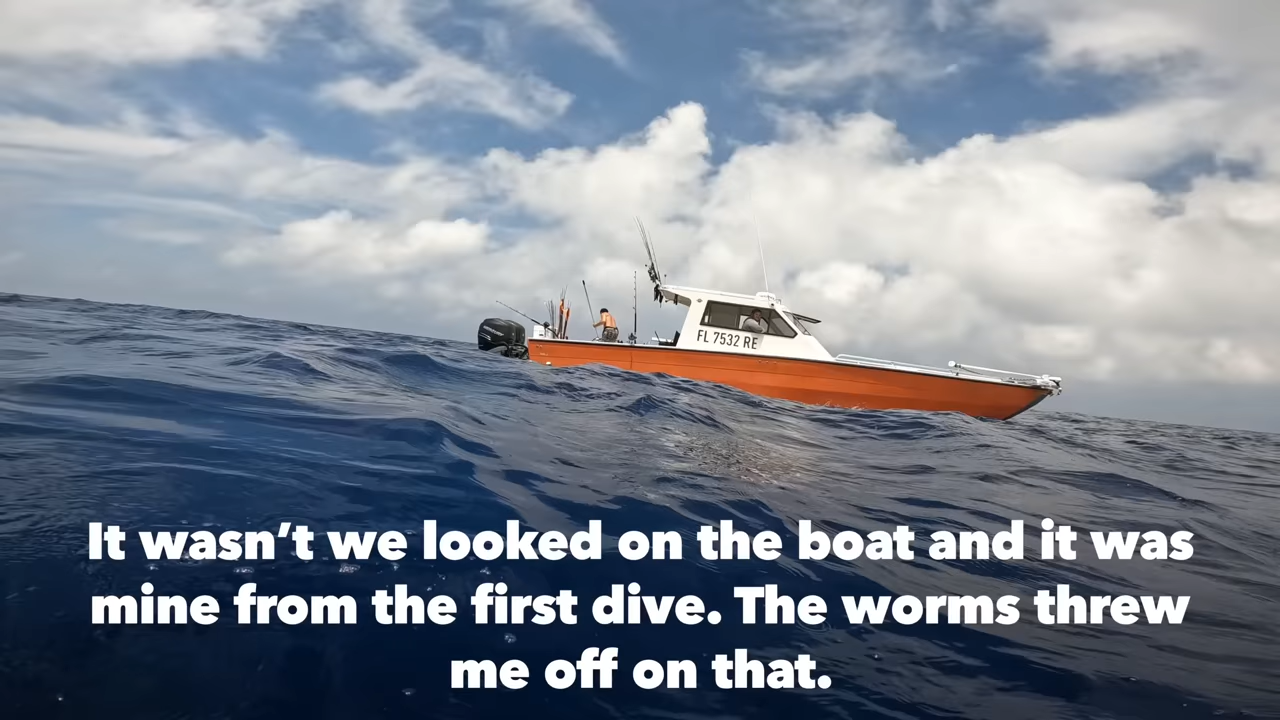 FL 7532 RE
It wasn’t we looked on the boat and it was
mine from the first dive. The worms threw
me off on that.